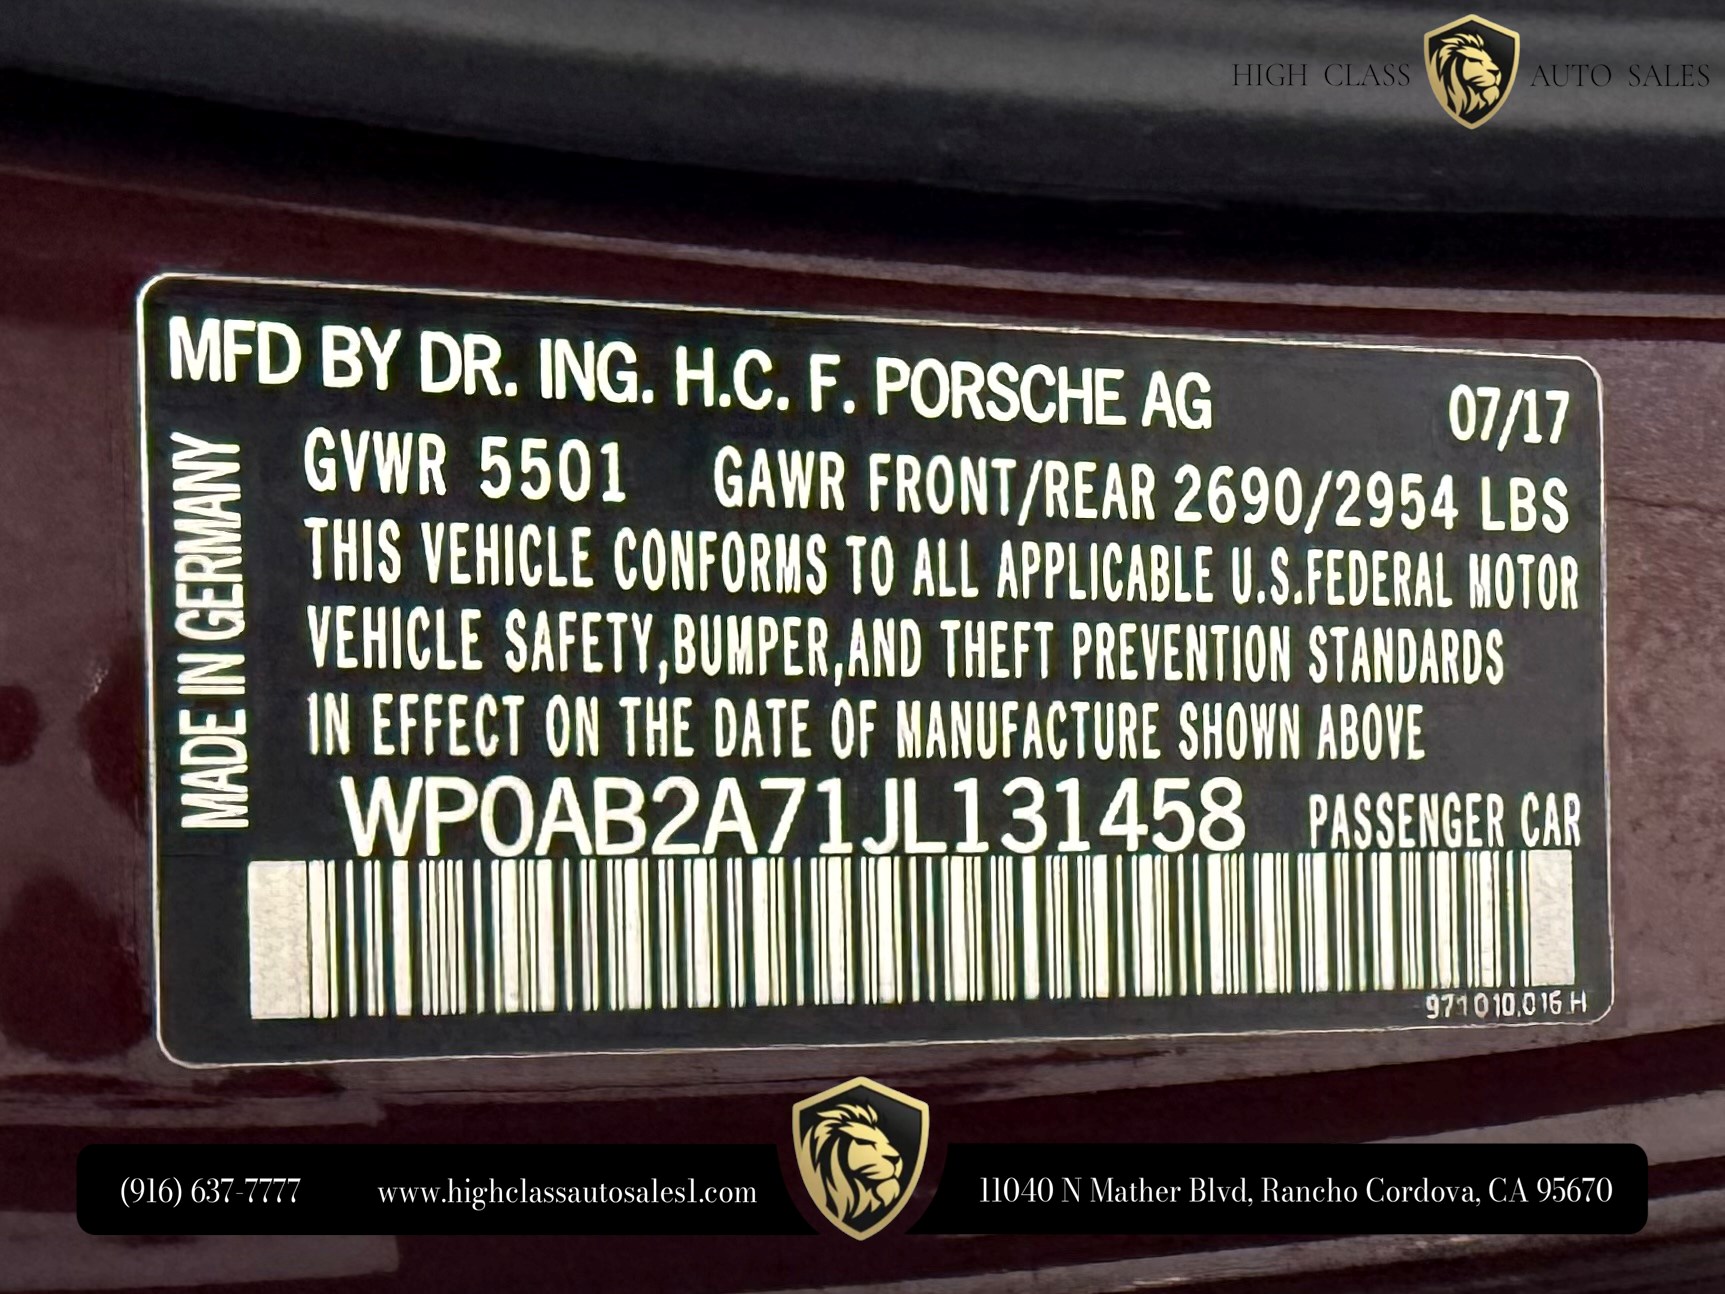 HIGH CLASS AUTO SALES
MFD BY DR. ING. H.C. F. PORSCHE AG 07/17
MADE IN GERMANY
GVWR 5501 GAWR FRONT/REAR 2690/2954 LBS
THIS VEHICLE CONFORMS TO ALL APPLICABLE U.S.FEDERAL MOTOR
VEHICLE SAFETY,BUMPER,AND THEFT PREVENTION STANDARDS
IN EFFECT ON THE DATE OF MANUFACTURE SHOWN ABOVE
WP0AB2A71JL131458 PASSENGER CAR
971 010.016 H
(916) 637-7777 www.highclassautosales1.com 11040 N Mather Blvd, Rancho Cordova, CA 95670